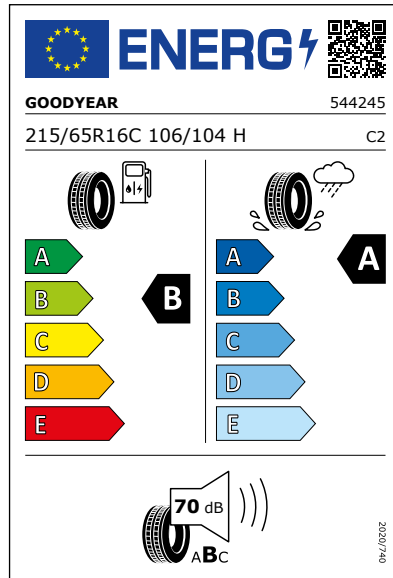 ENERG
GOODYEAR 544245
215/65R16C 106/104 H C2
A A A
B B B
C C
D D
E E
70 dB
ABC
2020/740